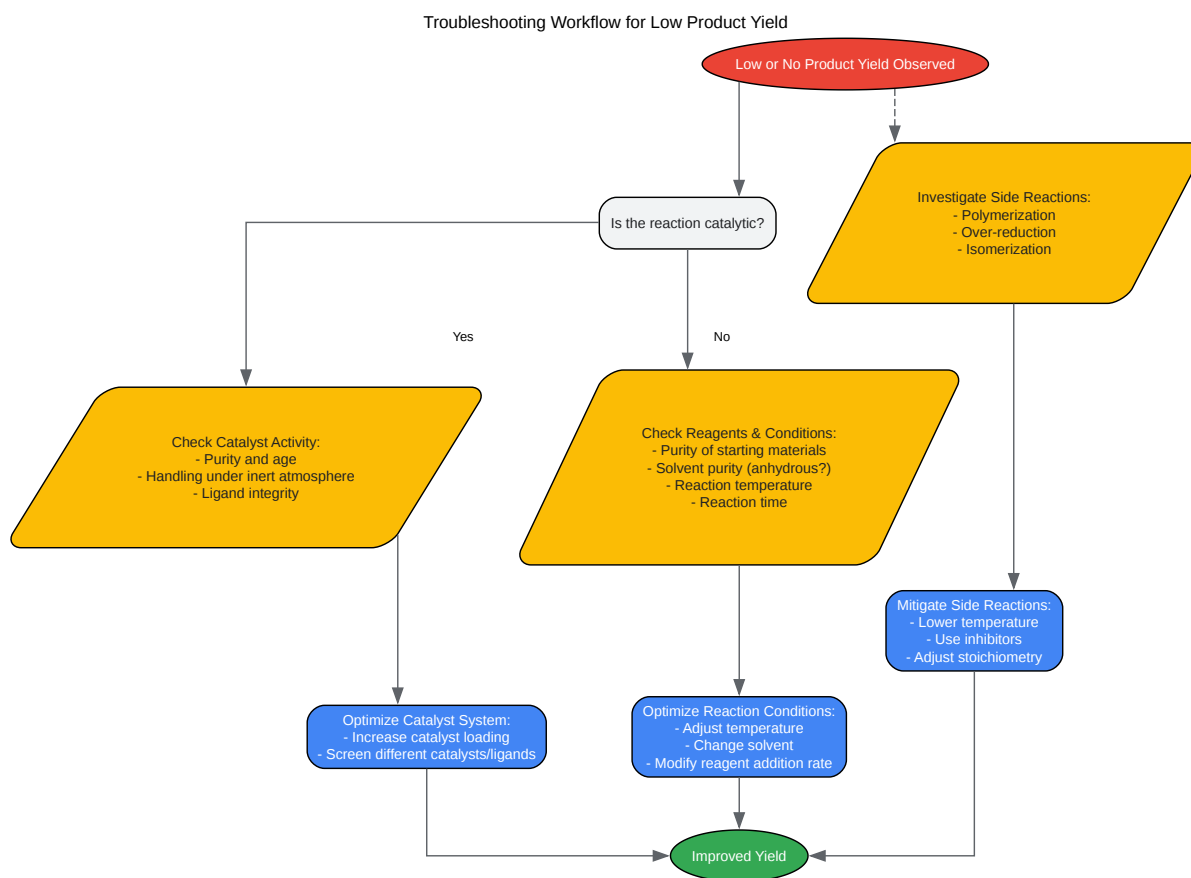 Troubleshooting Workflow for Low Product Yield
Low or No Product Yield Observed
Investigate Side Reactions:
- Polymerization
- Over-reduction
- Isomerization
Is the reaction catalytic?
Yes
No
Check Catalyst Activity:
- Purity and age
- Handling under inert atmosphere
- Ligand integrity
Check Reagents & Conditions:
- Purity of starting materials
- Solvent purity (anhydrous?)
- Reaction temperature
- Reaction time
Mitigate Side Reactions:
- Lower temperature
- Use inhibitors
- Adjust stoichiometry
Optimize Catalyst System:
- Increase catalyst loading
- Screen different catalysts/ligands
Optimize Reaction Conditions:
- Adjust temperature
- Change solvent
- Modify reagent addition rate
Improved Yield